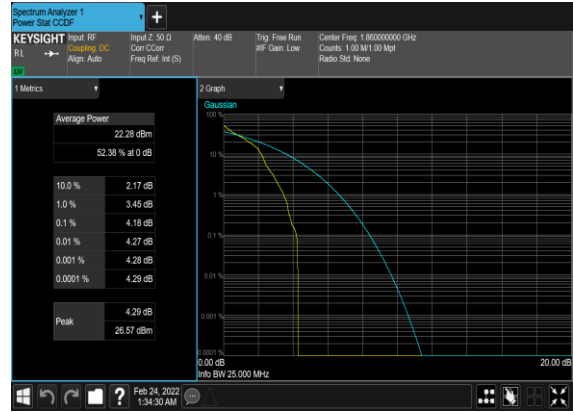 Spectrum Analyzer 1
Power Stat CCDF
KEYSIGHT
RL
Input: RF
Coupling: DC
Align: Auto
Input Z: 50 Ω
Corr CCorr
Freq Ref: Int (S)
Atten: 40 dB
Trig: Free Run
#IF Gain: Low
Center Freq: 1.860000000 GHz
Counts: 1.00 M/1.00 Mpt
Radio Std: None
1 Metrics
Average Power
22.28 dBm
52.38 % at 0 dB
10.0 % 2.17 dB
1.0 % 3.45 dB
0.1 % 4.18 dB
0.01 % 4.27 dB
0.001 % 4.28 dB
0.0001 % 4.29 dB
Peak
4.29 dB
26.57 dBm
2 Graph
Gaussian
100 %
10 %
1 %
0.1 %
0.01 %
0.001 %
0.0001 %
0.00 dB 20.00 dB
Info BW 25.000 MHz
?
Feb 24, 2022
1:34:30 AM